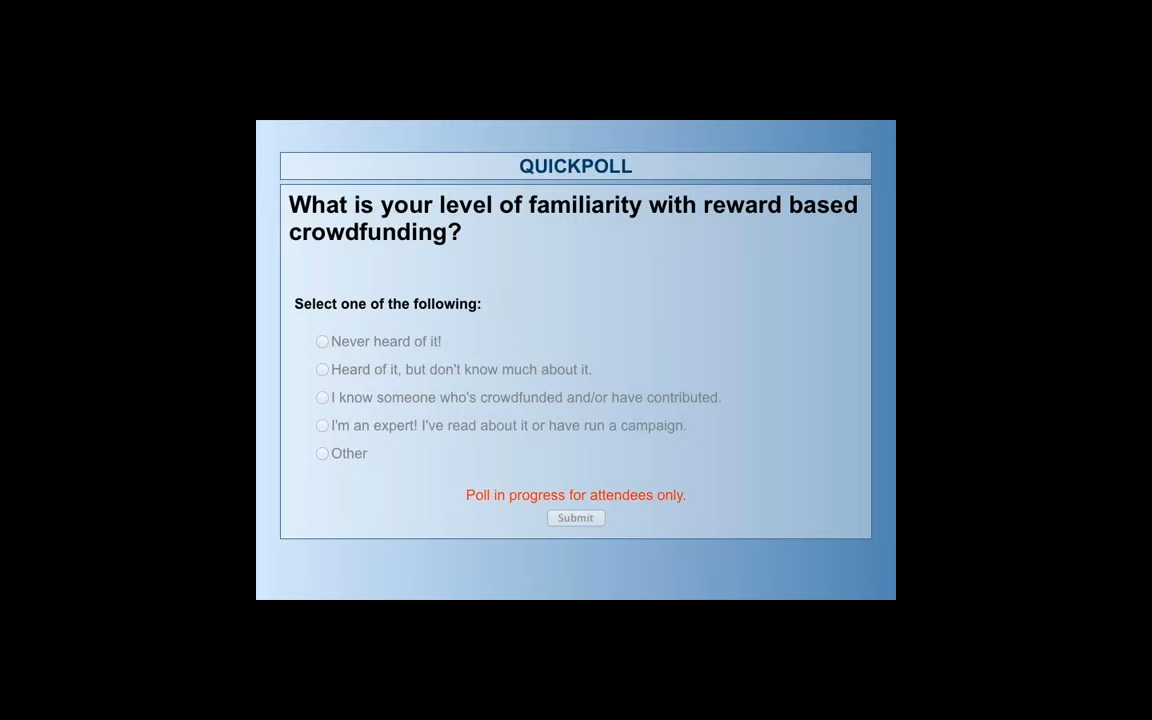 QUICKPOLL
What is your level of familiarity with reward based
crowdfunding?
Select one of the following:
Never heard of it!
Heard of it, but don't know much about it.
I know someone who's crowdfunded and/or have contributed.
I'm an expert! I've read about it or have run a campaign.
Other
Poll in progress for attendees only.
Submit